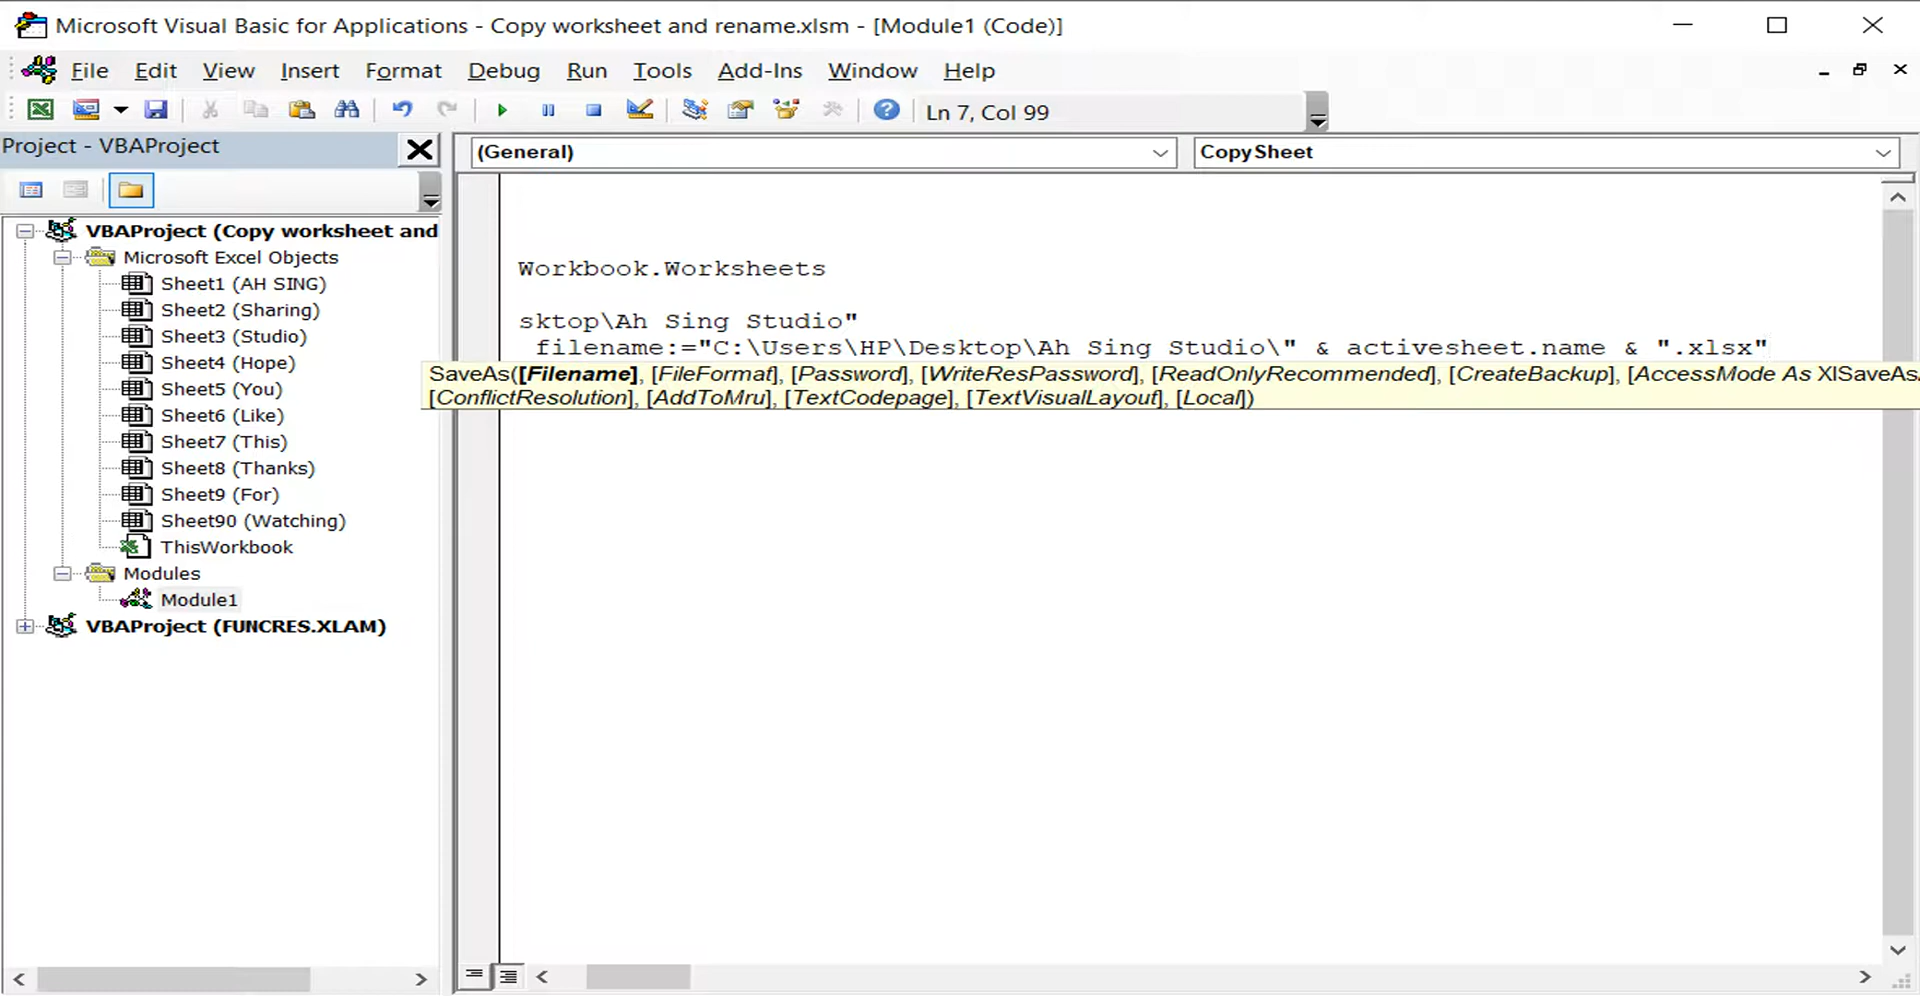 Microsoft Visual Basic for Applications - Copy worksheet and rename.xlsm - [Module1 (Code)]
File Edit View Insert Format Debug Run Tools Add-Ins Window Help
Ln 7, Col 99
Project - VBAProject
(General)
CopySheet
VBAProject (Copy worksheet and
Microsoft Excel Objects
Sheet1 (AH SING)
Sheet2 (Sharing)
Sheet3 (Studio)
Sheet4 (Hope)
Sheet5 (You)
Sheet6 (Like)
Sheet7 (This)
Sheet8 (Thanks)
Sheet9 (For)
Sheet90 (Watching)
ThisWorkbook
Modules
Module1
VBAProject (FUNCRES.XLAM)
Workbook.Worksheets
sktop\Ah Sing Studio"
filename:="C:\Users\HP\Desktop\Ah Sing Studio\" & activesheet.name & ".xlsx"
SaveAs([Filename], [FileFormat], [Password], [WriteResPassword], [ReadOnlyRecommended], [CreateBackup], [AccessMode As XlSaveAs
[ConflictResolution], [AddToMru], [TextCodepage], [TextVisualLayout], [Local])